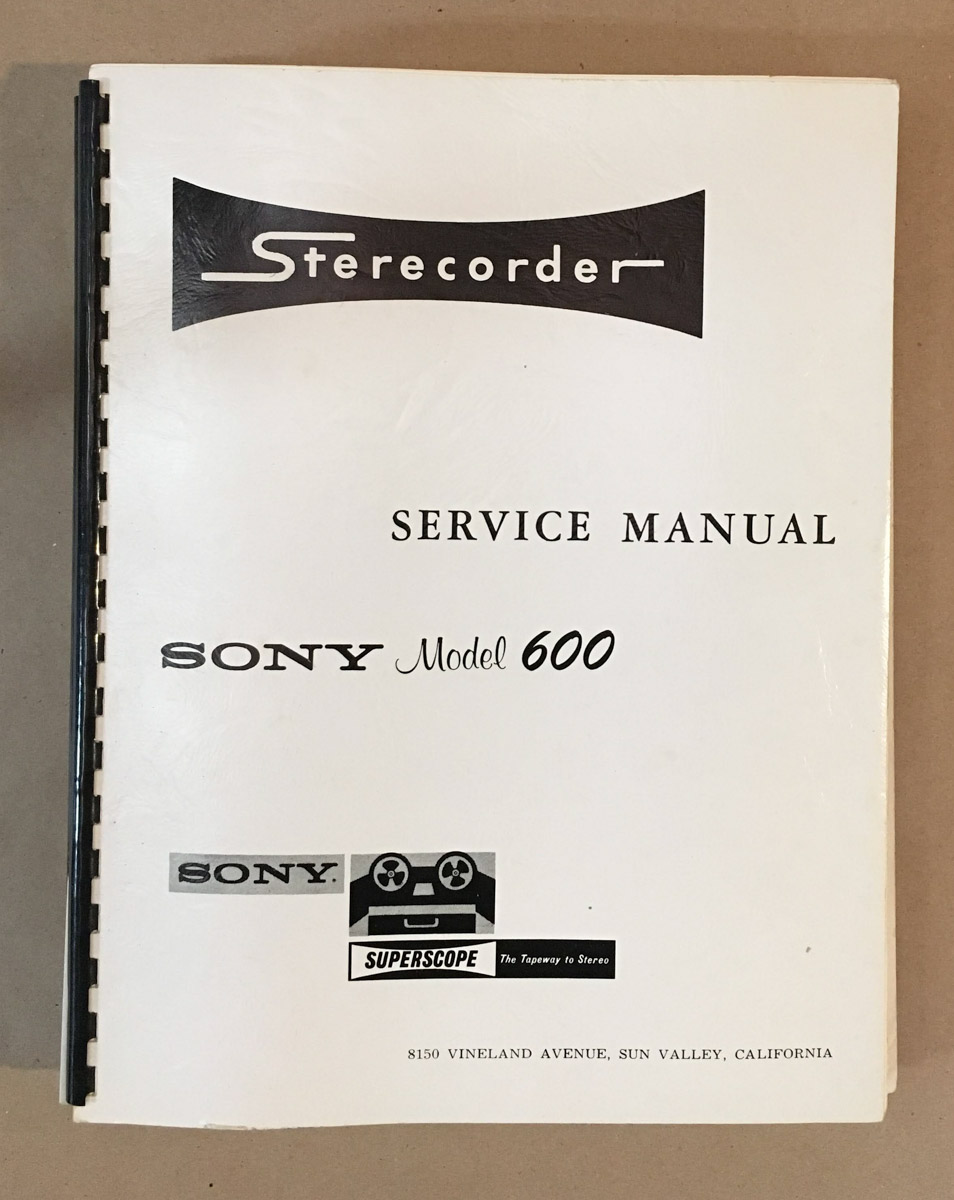 Sterecorder
SERVICE MANUAL
SONY Model 600
SONY.
SUPERSCOPE The Tapeway to Stereo
8150 VINELAND AVENUE, SUN VALLEY, CALIFORNIA